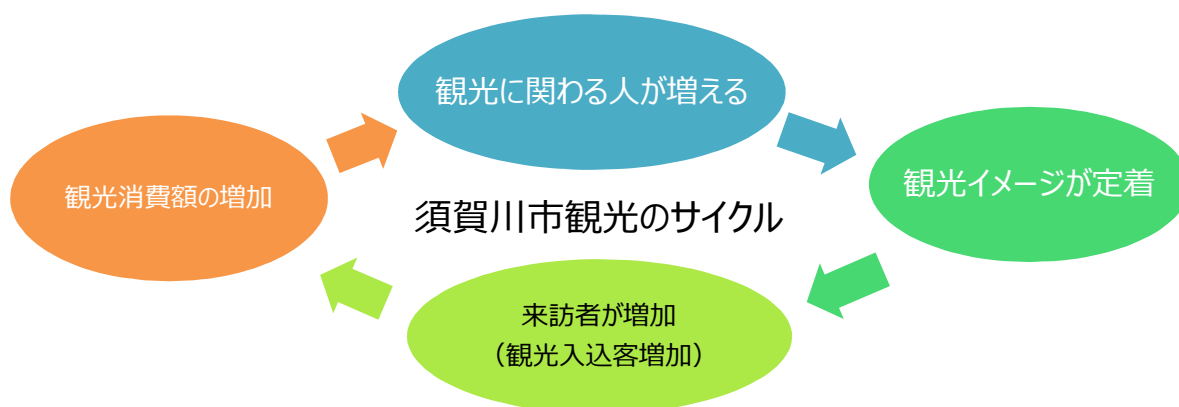 観光に関わる人が増える
観光イメージが定着
観光消費額の増加
須賀川市観光のサイクル
来訪者が増加
（観光入込客増加）